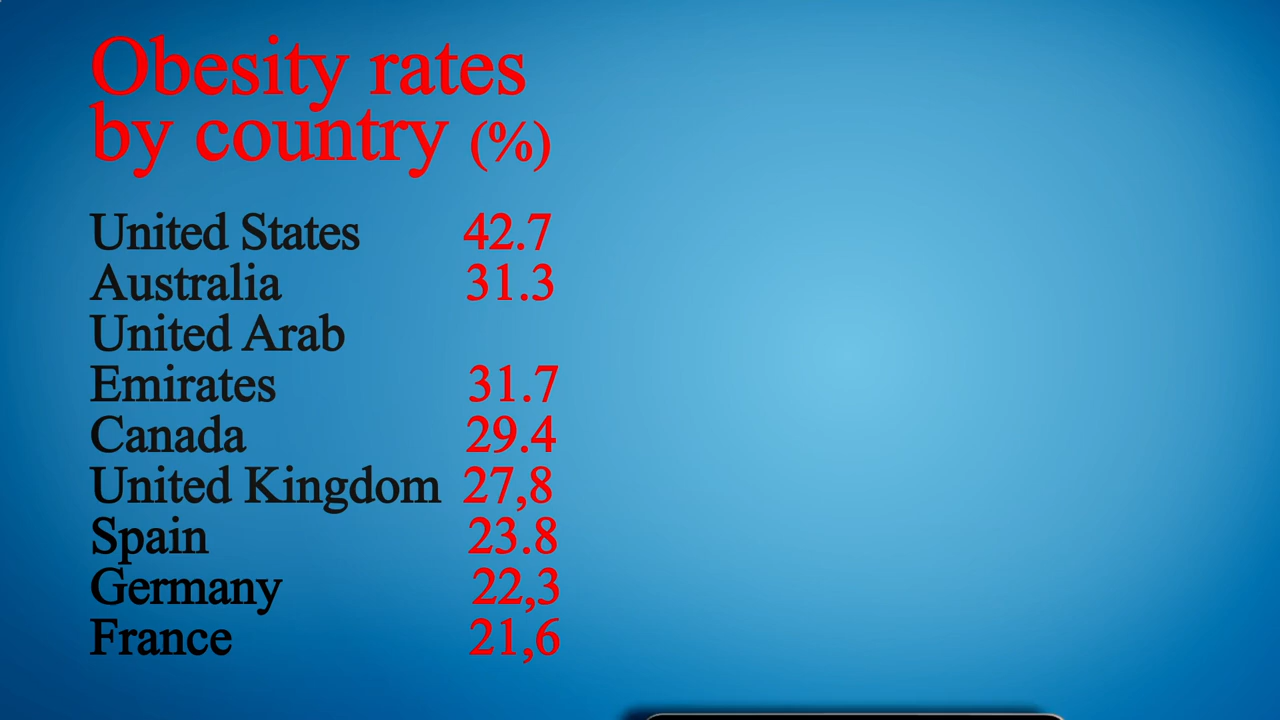 Obesity rates
by country (%)
United States 42.7
Australia 31.3
United Arab
Emirates 31.7
Canada 29.4
United Kingdom 27,8
Spain 23.8
Germany 22,3
France 21,6